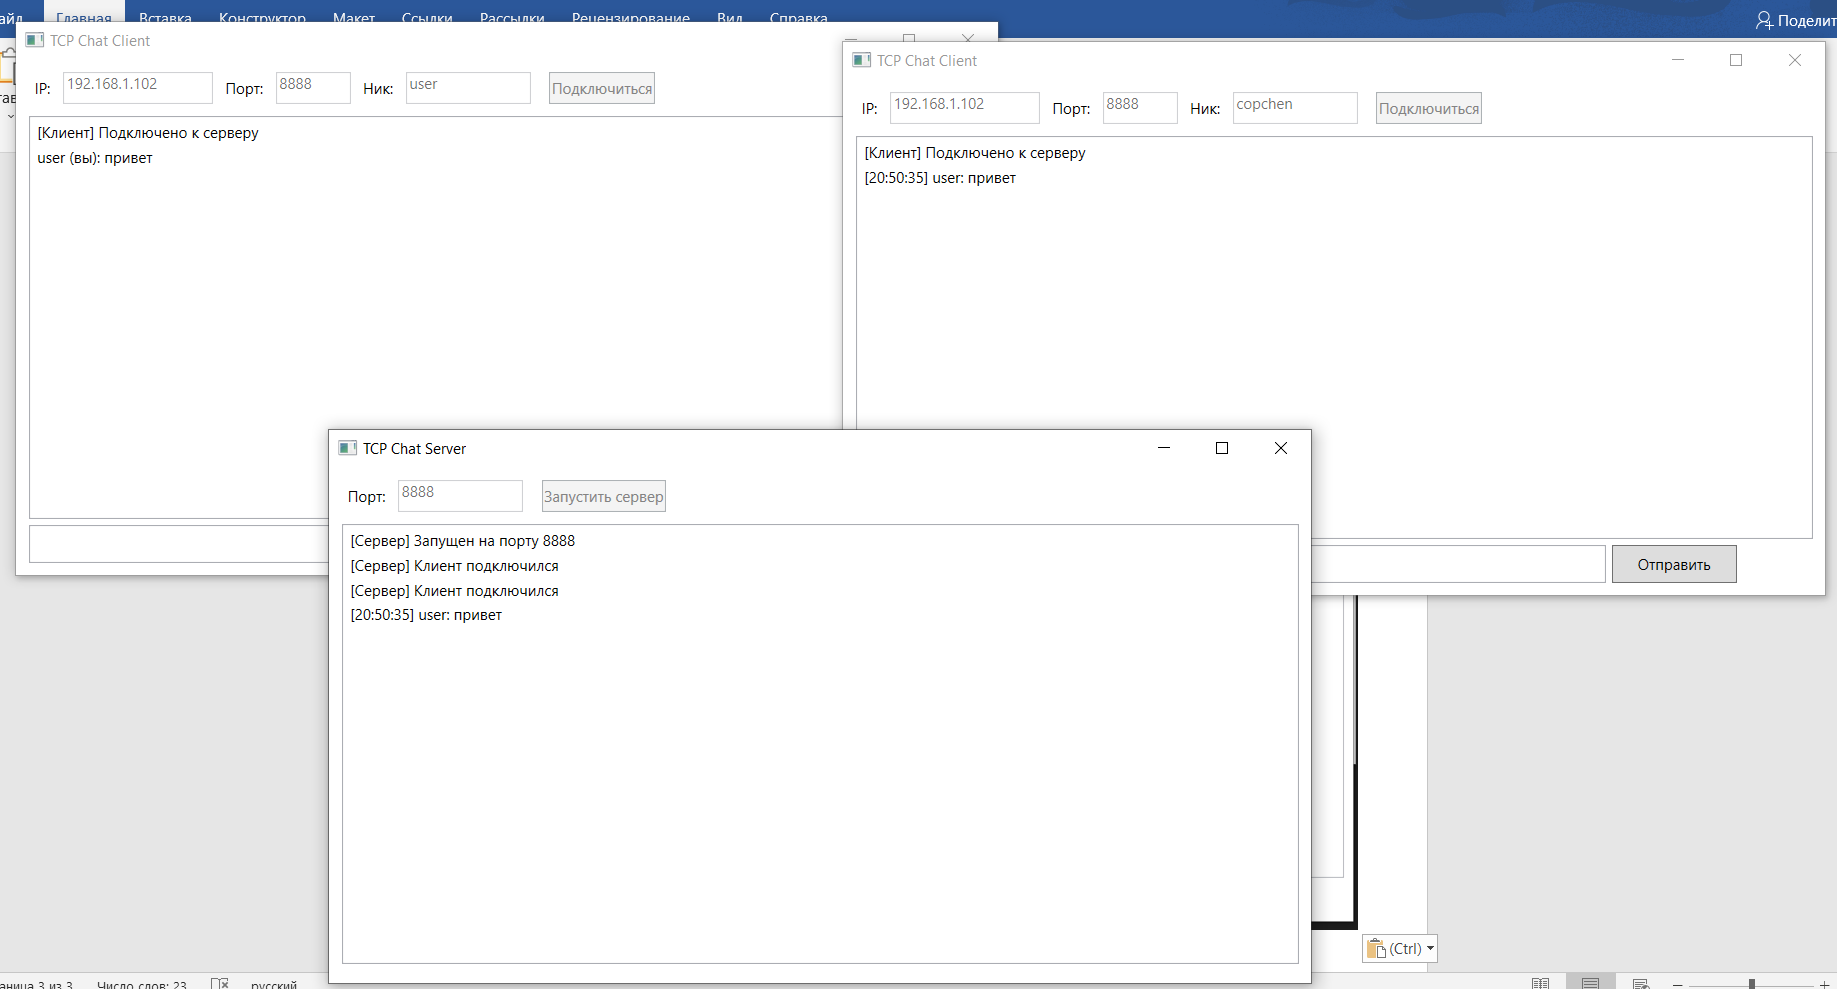 Главная Вставка Конструктор Макет Ссылки Рассылки Рецензирование Вид Справка
TCP Chat Client
IP: 192.168.1.102 Порт: 8888 Ник: user Подключиться
[Клиент] Подключено к серверу
user (вы): привет
TCP Chat Client
IP: 192.168.1.102 Порт: 8888 Ник: copchen Подключиться
[Клиент] Подключено к серверу
[20:50:35] user: привет
Отправить
TCP Chat Server
Порт: 8888 Запустить сервер
[Сервер] Запущен на порту 8888
[Сервер] Клиент подключился
[Сервер] Клиент подключился
[20:50:35] user: привет
(Ctrl)
3 из 3 Число слов: 23 русский